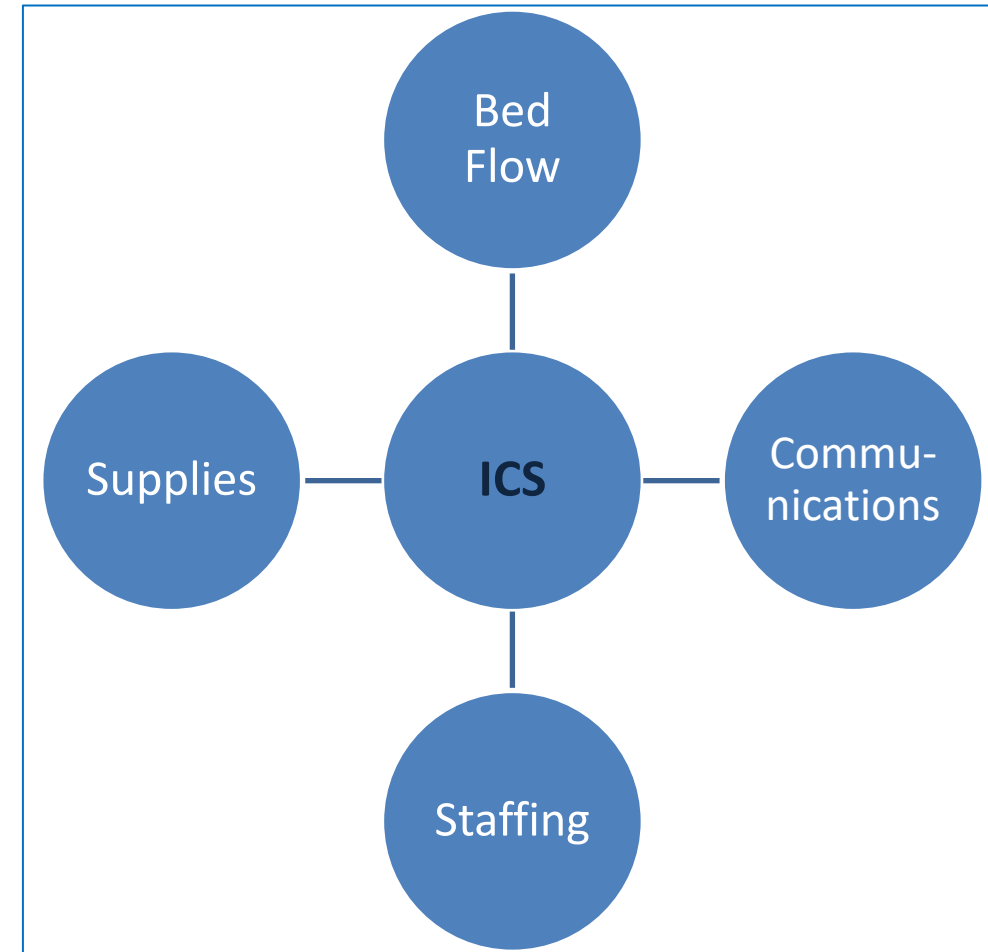 Bed
Flow
Supplies
ICS
Commu-
nications
Staffing